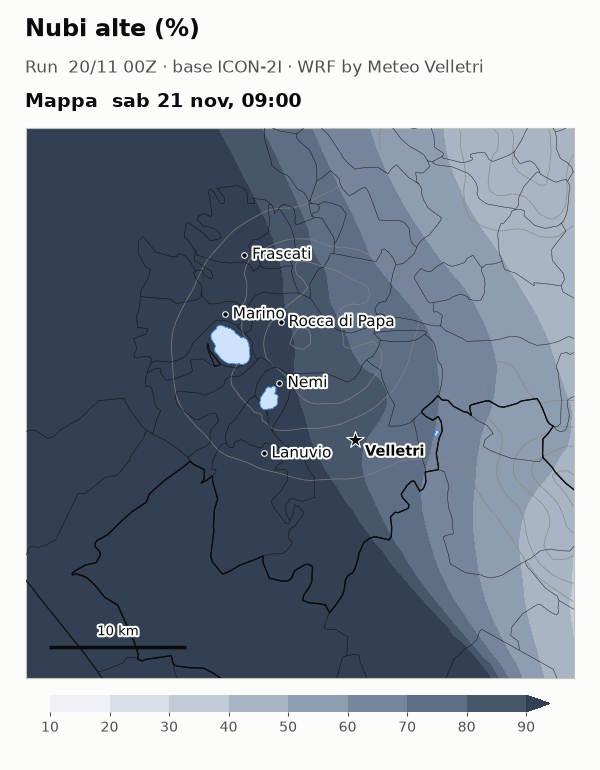 Nubi alte (%)
Run  20/11 00Z · base ICON-2I · WRF by Meteo Velletri
Mappa  sab 21 nov, 09:00
Frascati
Marino
Rocca di Papa
Nemi
Velletri
Lanuvio
10 km
10 20 30 40 50 60 70 80 90